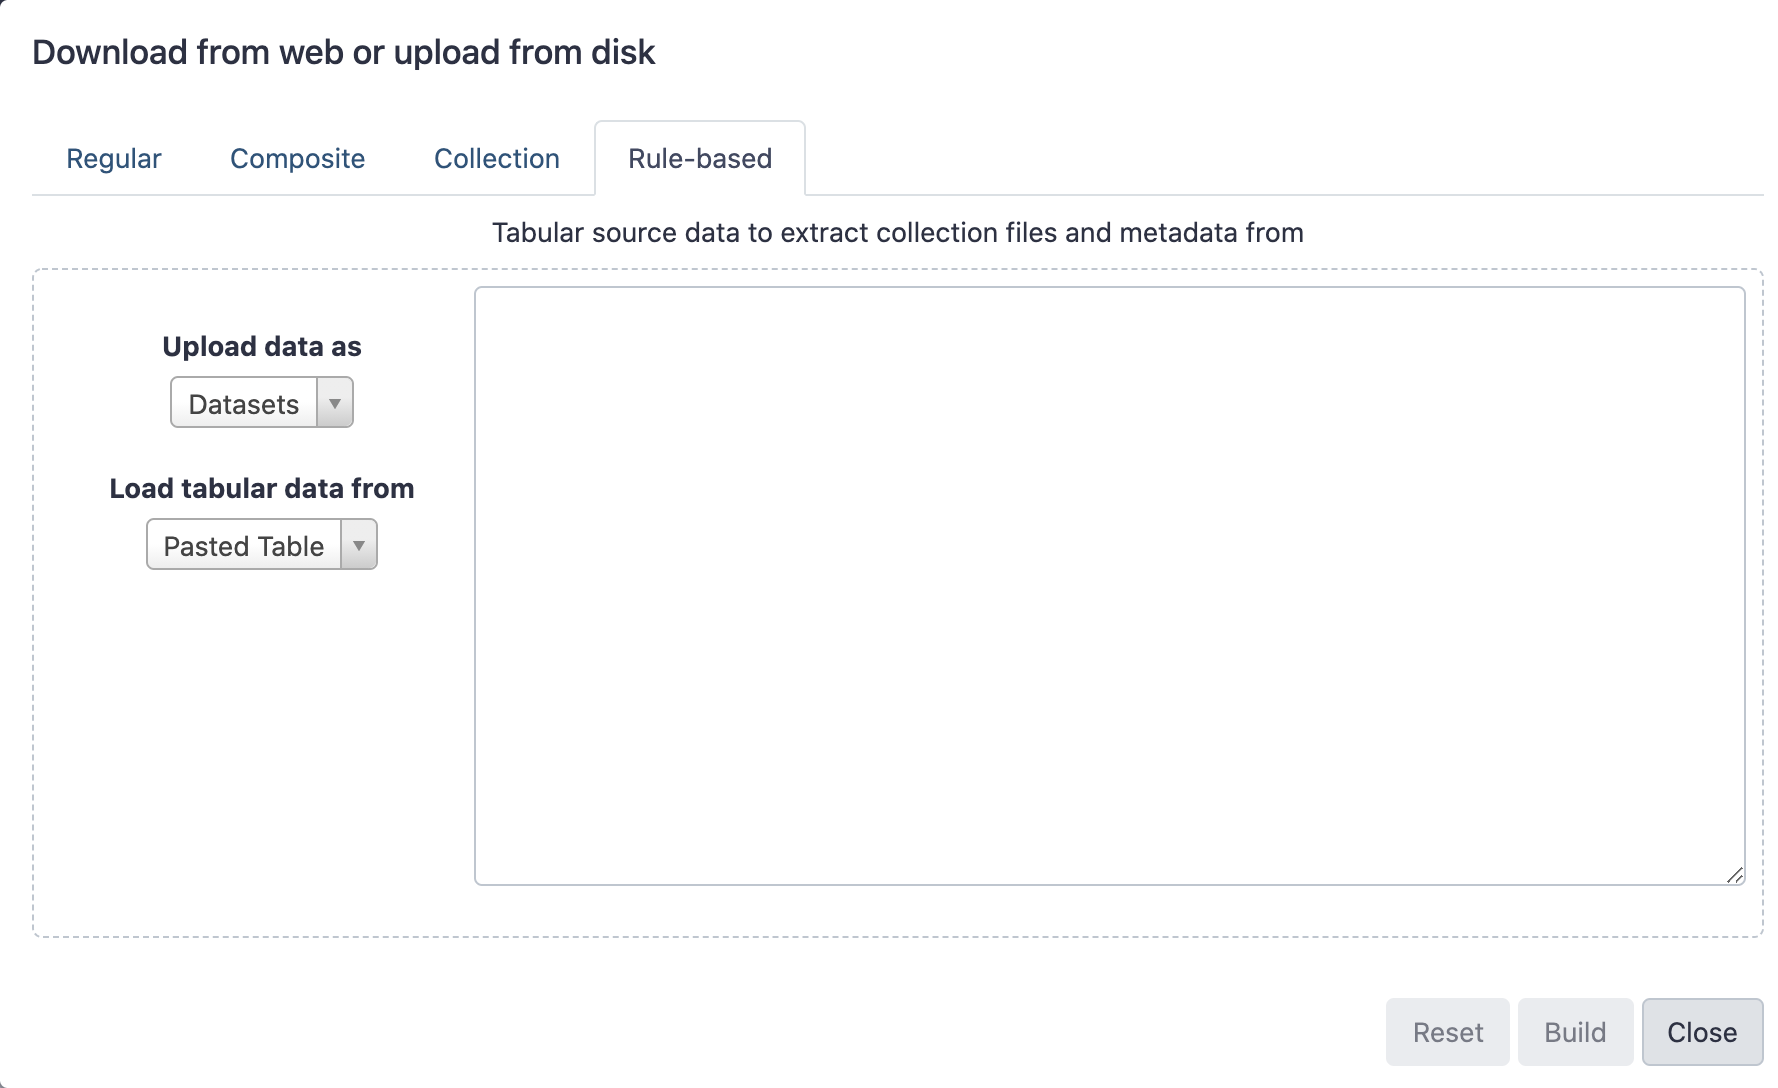 Download from web or upload from disk
Regular Composite Collection Rule-based
Tabular source data to extract collection files and metadata from
Upload data as
Datasets
Load tabular data from
Pasted Table
Reset Build Close